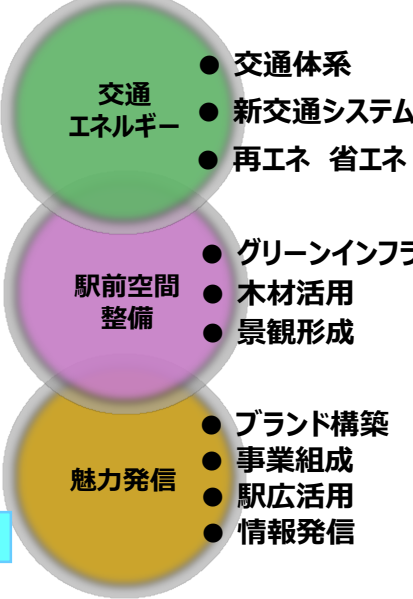 交通
エネルギー
● 交通体系
● 新交通システム
● 再エネ 省エネ
駅前空間
整備
● グリーンインフラ
● 木材活用
● 景観形成
魅力発信
● ブランド構築
● 事業組成
● 駅広活用
● 情報発信